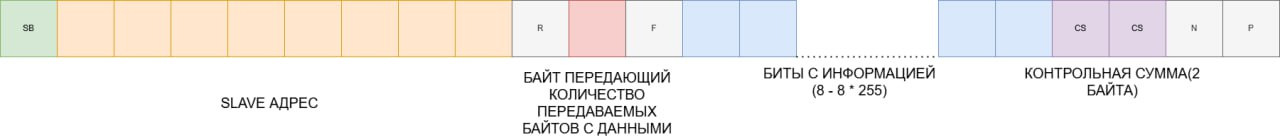 SB
R
F
CS
CS
N
P
SLAVE АДРЕС
БАЙТ ПЕРЕДАЮЩИЙ
КОЛИЧЕСТВО
ПЕРЕДАВАЕМЫХ
БАЙТОВ С ДАННЫМИ
БИТЫ С ИНФОРМАЦИЕЙ
(8 - 8 * 255)
КОНТРОЛЬНАЯ СУММА(2
БАЙТА)